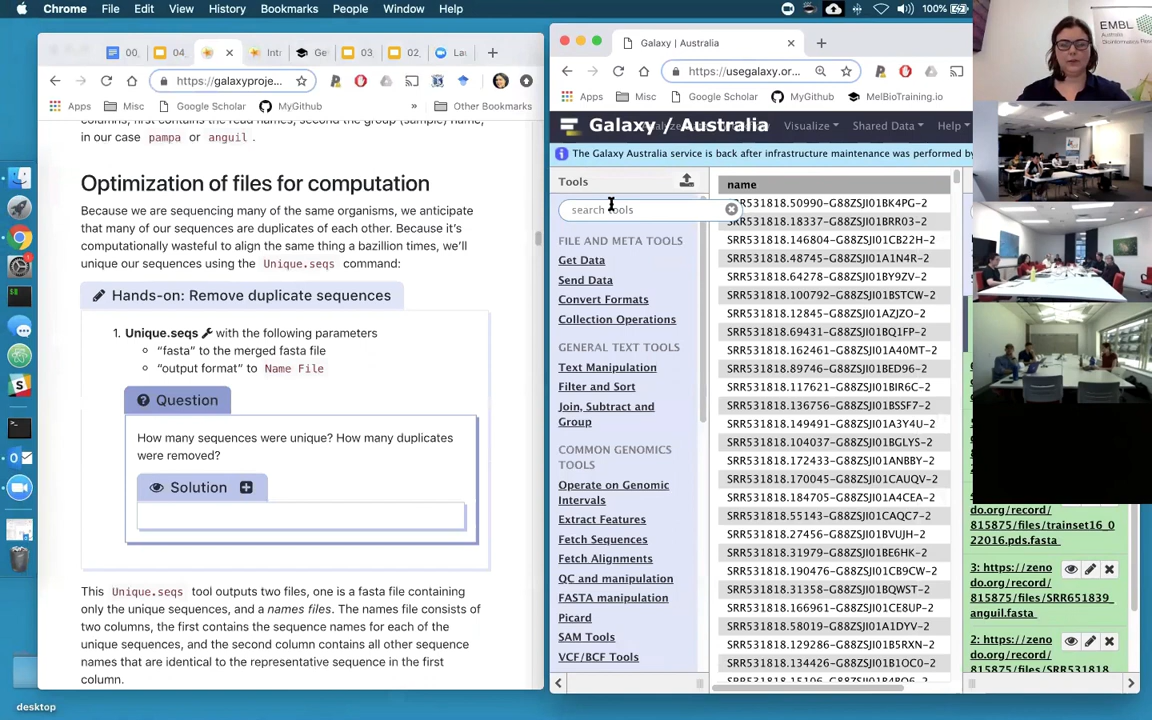 Chrome File Edit View History Bookmarks People Window Help 100%
00_ 04_ Intr Ge 03 02_ Lau
https://galaxyproje...
Apps Misc Google Scholar MyGithub » Other Bookmarks
in our case pampa or anguil .
Optimization of files for computation
Because we are sequencing many of the same organisms, we anticipate
that many of our sequences are duplicates of each other. Because it's
computationally wasteful to align the same thing a bazillion times, we'll
unique our sequences using the Unique.seqs command:
Hands-on: Remove duplicate sequences
1. Unique.seqs with the following parameters
"fasta" to the merged fasta file
"output format" to Name File
Question
How many sequences were unique? How many duplicates
were removed?
Solution
This Unique.seqs tool outputs two files, one is a fasta file containing
only the unique sequences, and a names files. The names file consists of
two columns, the first contains the sequence names for each of the
unique sequences, and the second column contains all other sequence
names that are identical to the representative sequence in the first
column.
Galaxy | Australia
https://usegalaxy.or...
Apps Misc Google Scholar MyGithub MelBioTraining.io
Galaxy / Australia Visualize Shared Data Help
The Galaxy Australia service is back after infrastructure maintenance was performed by
Tools
search tools
FILE AND META TOOLS
Get Data
Send Data
Convert Formats
Collection Operations
GENERAL TEXT TOOLS
Text Manipulation
Filter and Sort
Join, Subtract and
Group
COMMON GENOMICS
TOOLS
Operate on Genomic
Intervals
Extract Features
Fetch Sequences
Fetch Alignments
QC and manipulation
FASTA manipulation
Picard
SAM Tools
VCF/BCF Tools
name
SRR531818.50990-G88ZSJI01BK4PG-2
SRR531818.18337-G88ZSJI01BRR03-2
SRR531818.146804-G88ZSJI01CB22H-2
SRR531818.48745-G88ZSJI01A1N4R-2
SRR531818.64278-G88ZSJI01BY9ZV-2
SRR531818.100792-G88ZSJI01BSTCW-2
SRR531818.12845-G88ZSJI01AZJZO-2
SRR531818.69431-G88ZSJI01BQ1FP-2
SRR531818.162461-G88ZSJI01A40MT-2
SRR531818.89746-G88ZSJI01BED96-2
SRR531818.117621-G88ZSJI01BIR6C-2
SRR531818.136756-G88ZSJI01BSSF7-2
SRR531818.149491-G88ZSJI01A3Y4U-2
SRR531818.104037-G88ZSJI01BGLYS-2
SRR531818.172433-G88ZSJI01ANBBY-2
SRR531818.170045-G88ZSJI01CAUQV-2
SRR531818.184705-G88ZSJI01A4CEA-2
SRR531818.55143-G88ZSJI01CAQC7-2
SRR531818.27456-G88ZSJI01BVUJH-2
SRR531818.31979-G88ZSJI01BE6HK-2
SRR531818.190476-G88ZSJI01CB9CW-2
SRR531818.31358-G88ZSJI01BQWST-2
SRR531818.166961-G88ZSJI01CE8UP-2
SRR531818.58019-G88ZSJI01A1DYV-2
SRR531818.129286-G88ZSJI01B5RXN-2
SRR531818.134426-G88ZSJI01B1OC0-2
do.org/record/
815875/files/trainset16_0
22016.pds.fasta
3: https://zeno
do.org/record/
815875/files/SRR651839_
anguil.fasta
2: https://zeno
do.org/record/
815875/files/SRR531818
EMBL
Australia
desktop